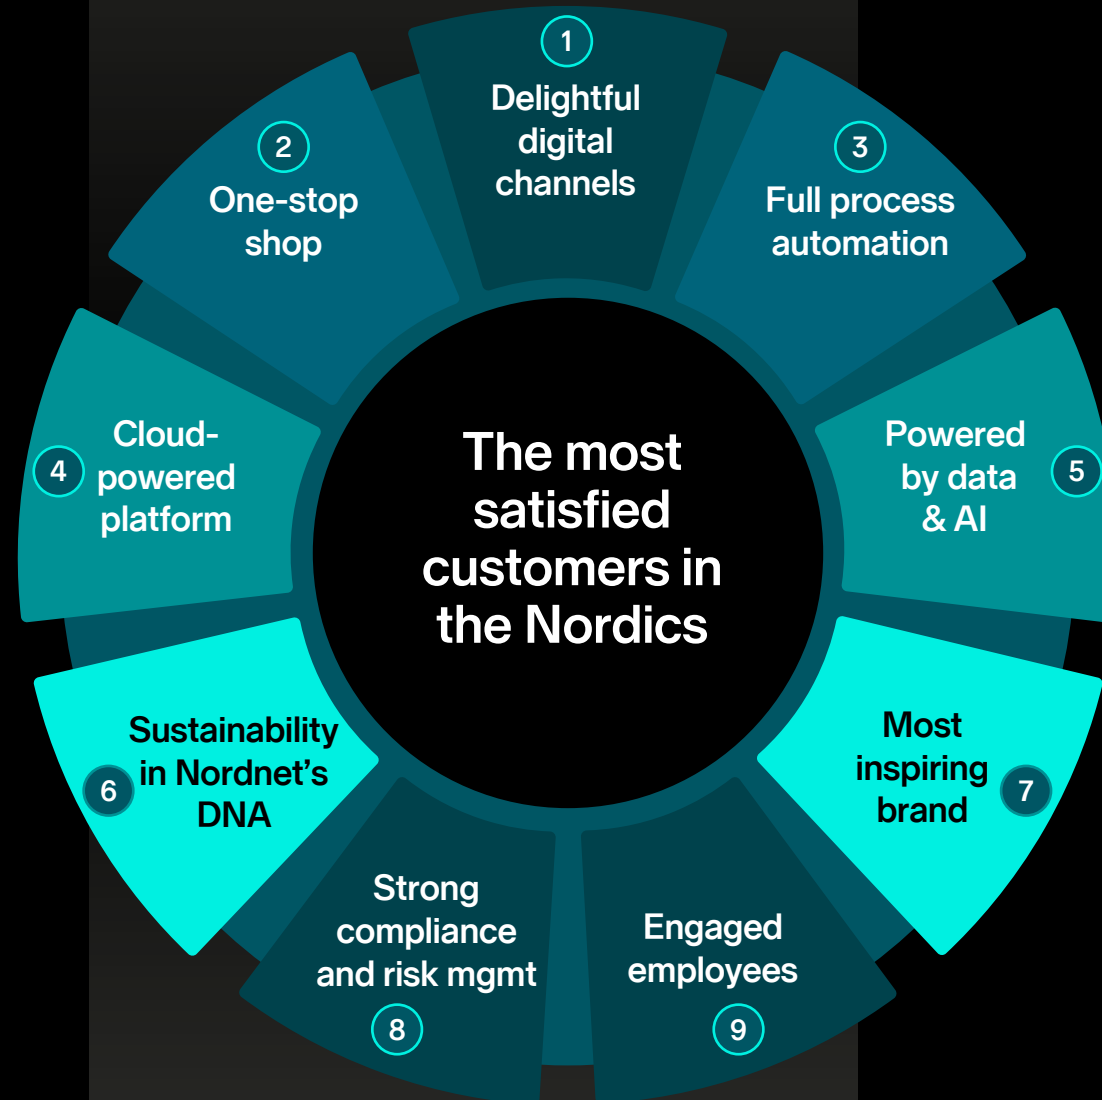 1
Delightful
digital
channels
2
One-stop
shop
3
Full process
automation
4
Cloud-
powered
platform
5
Powered
by data
& AI
The most
satisfied
customers in
the Nordics
6
Sustainability
in Nordnet’s
DNA
7
Most
inspiring
brand
8
Strong
compliance
and risk mgmt
9
Engaged
employees